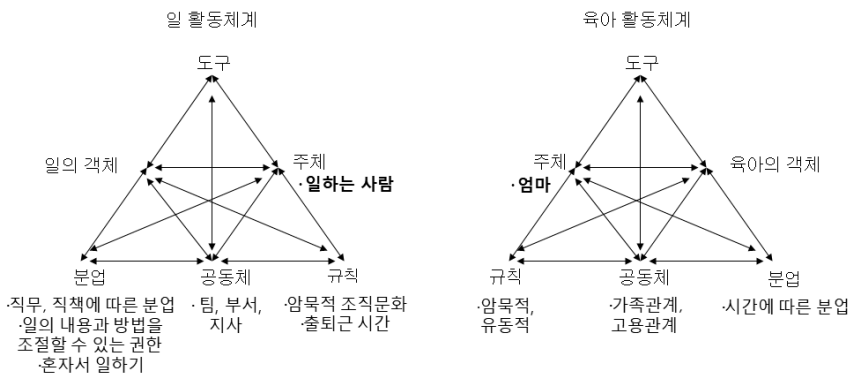 일 활동체계
도구
일의 객체
주체
·일하는 사람
분업
·직무, 직책에 따른 분업
·일의 내용과 방법을
조절할 수 있는 권한
·혼자서 일하기
공동체
·팀, 부서,
지사
규칙
·암묵적 조직문화
·출퇴근 시간
육아 활동체계
도구
주체
·엄마
육아의 객체
규칙
·암묵적,
유동적
공동체
·가족관계,
고용관계
분업
·시간에 따른 분업